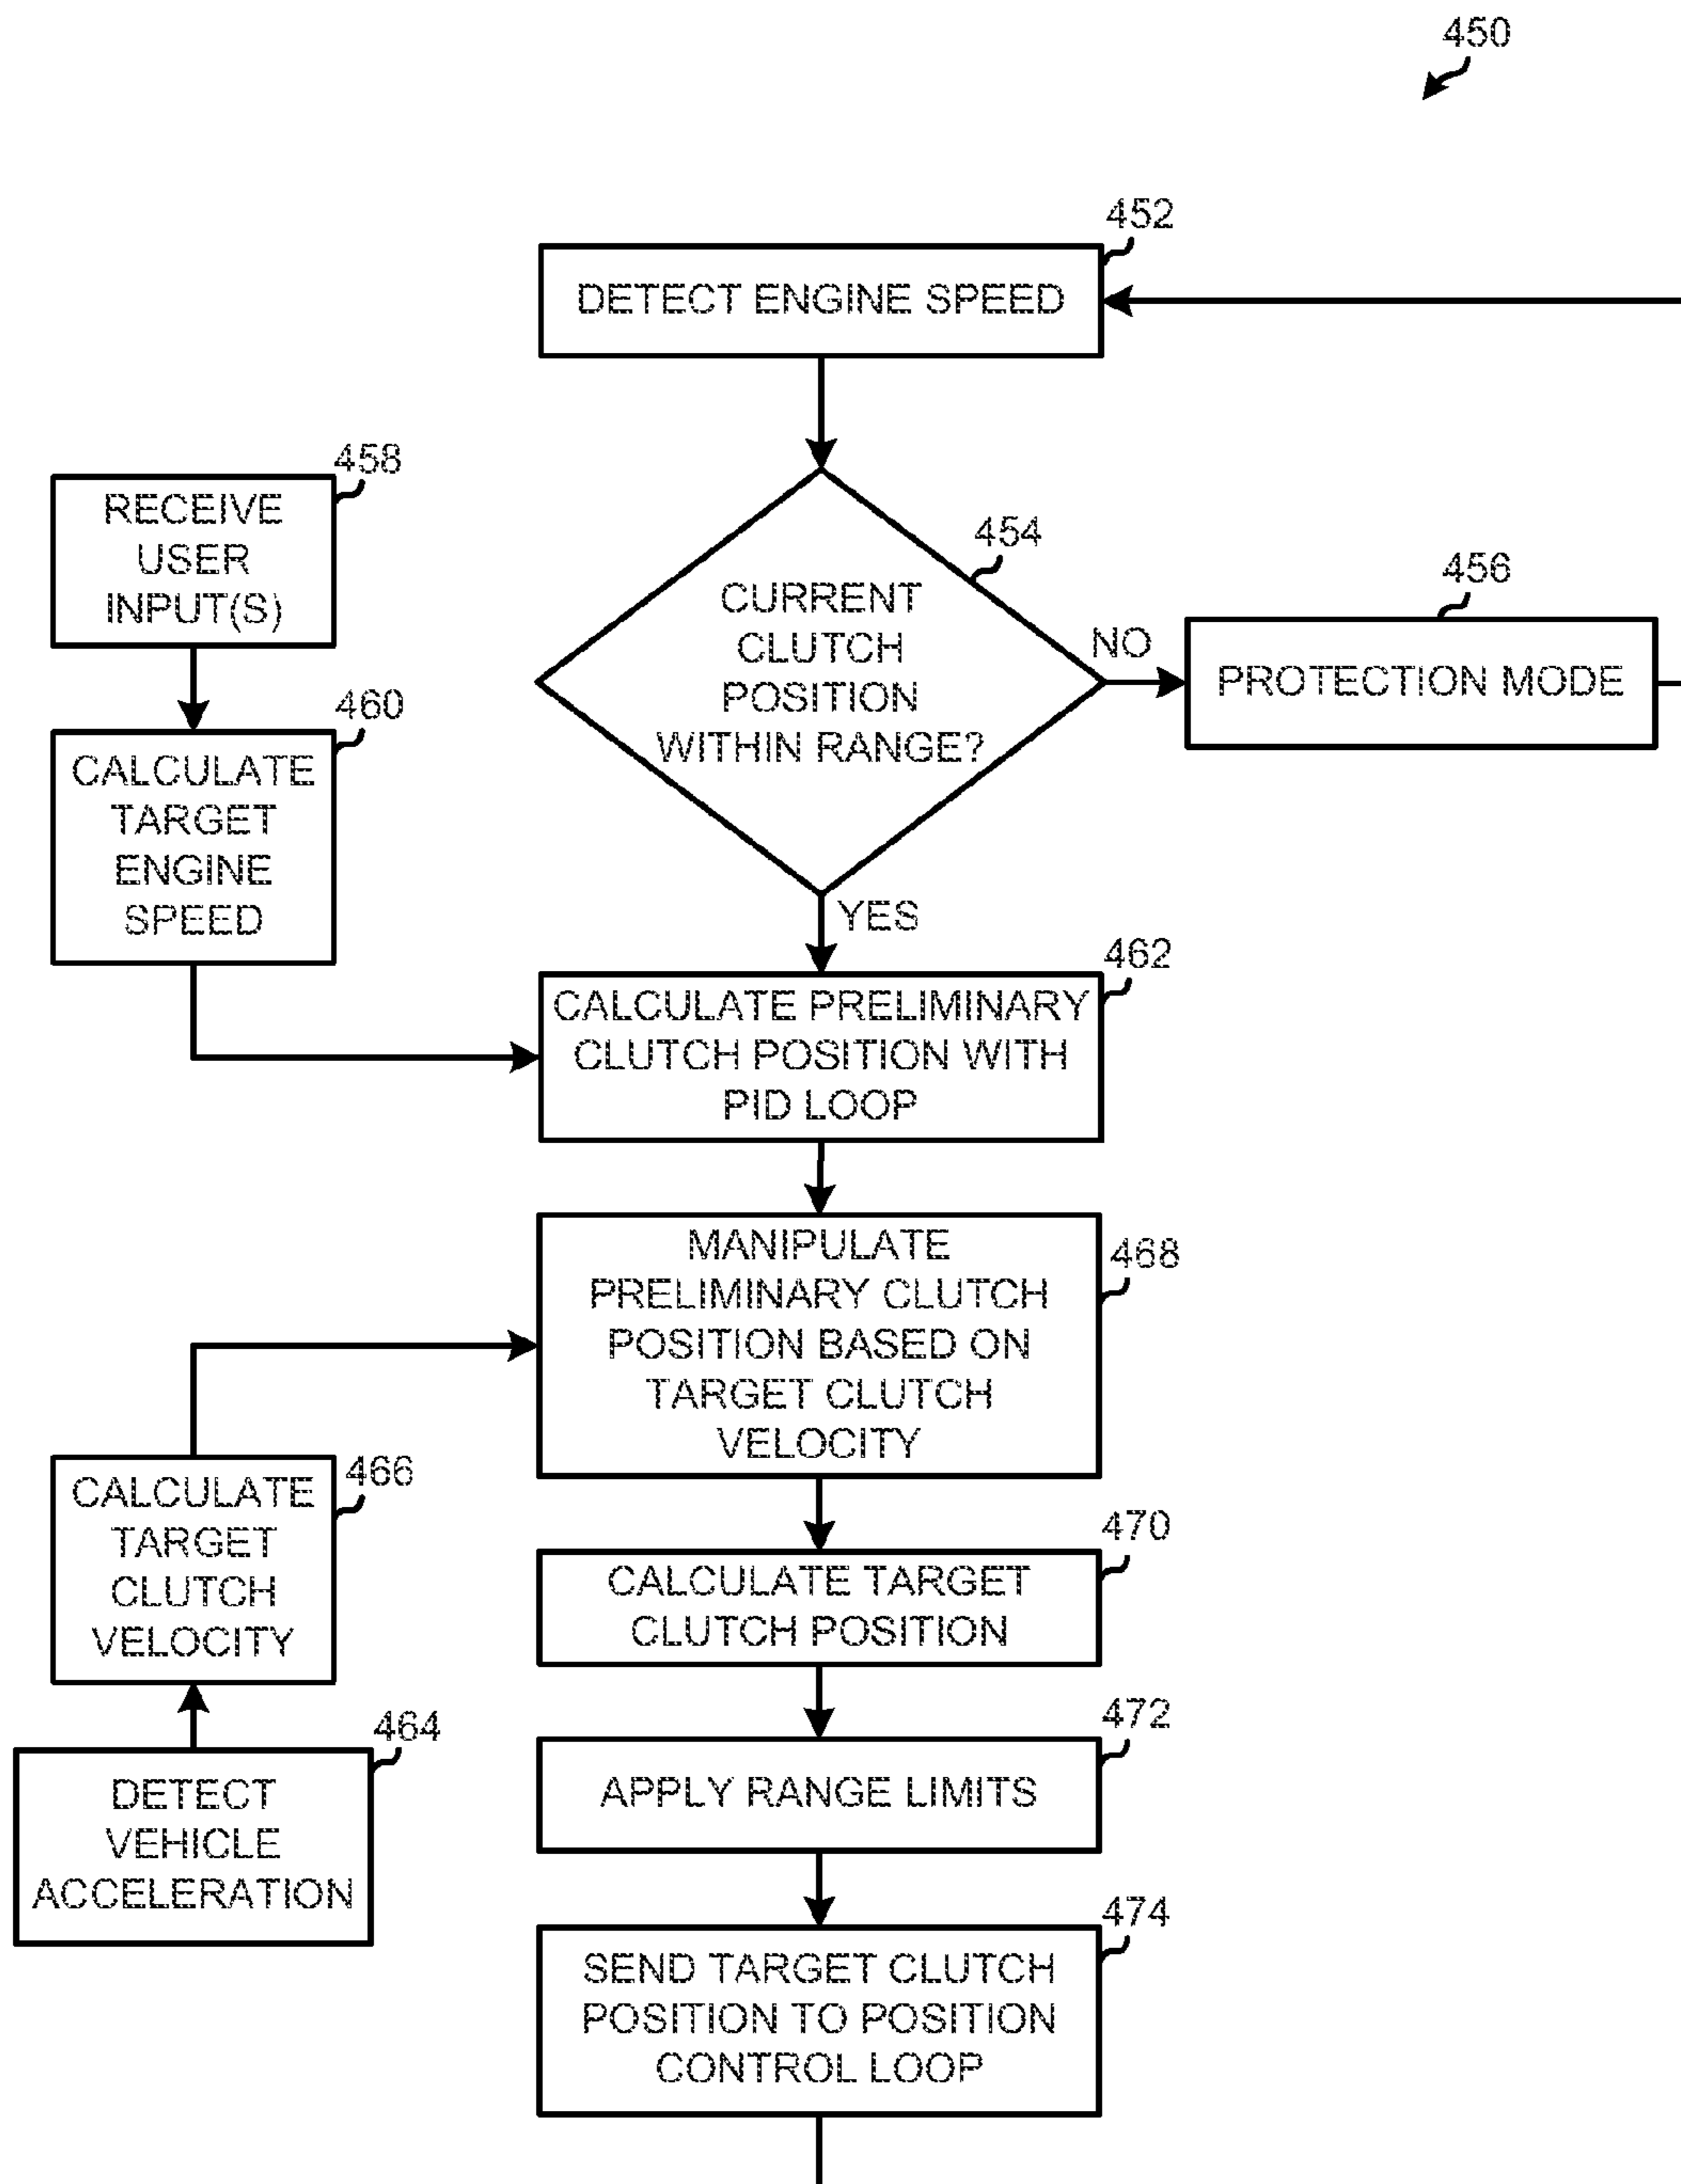 450
452
DETECT ENGINE SPEED
458
RECEIVE
USER
INPUT(S)
454
CURRENT
CLUTCH
POSITION
WITHIN RANGE?
NO
456
PROTECTION MODE
460
CALCULATE
TARGET
ENGINE
SPEED
YES
462
CALCULATE PRELIMINARY
CLUTCH POSITION WITH
PID LOOP
468
MANIPULATE
PRELIMINARY CLUTCH
POSITION BASED ON
TARGET CLUTCH
VELOCITY
466
CALCULATE
TARGET
CLUTCH
VELOCITY
470
CALCULATE TARGET
CLUTCH POSITION
464
DETECT
VEHICLE
ACCELERATION
472
APPLY RANGE LIMITS
474
SEND TARGET CLUTCH
POSITION TO POSITION
CONTROL LOOP